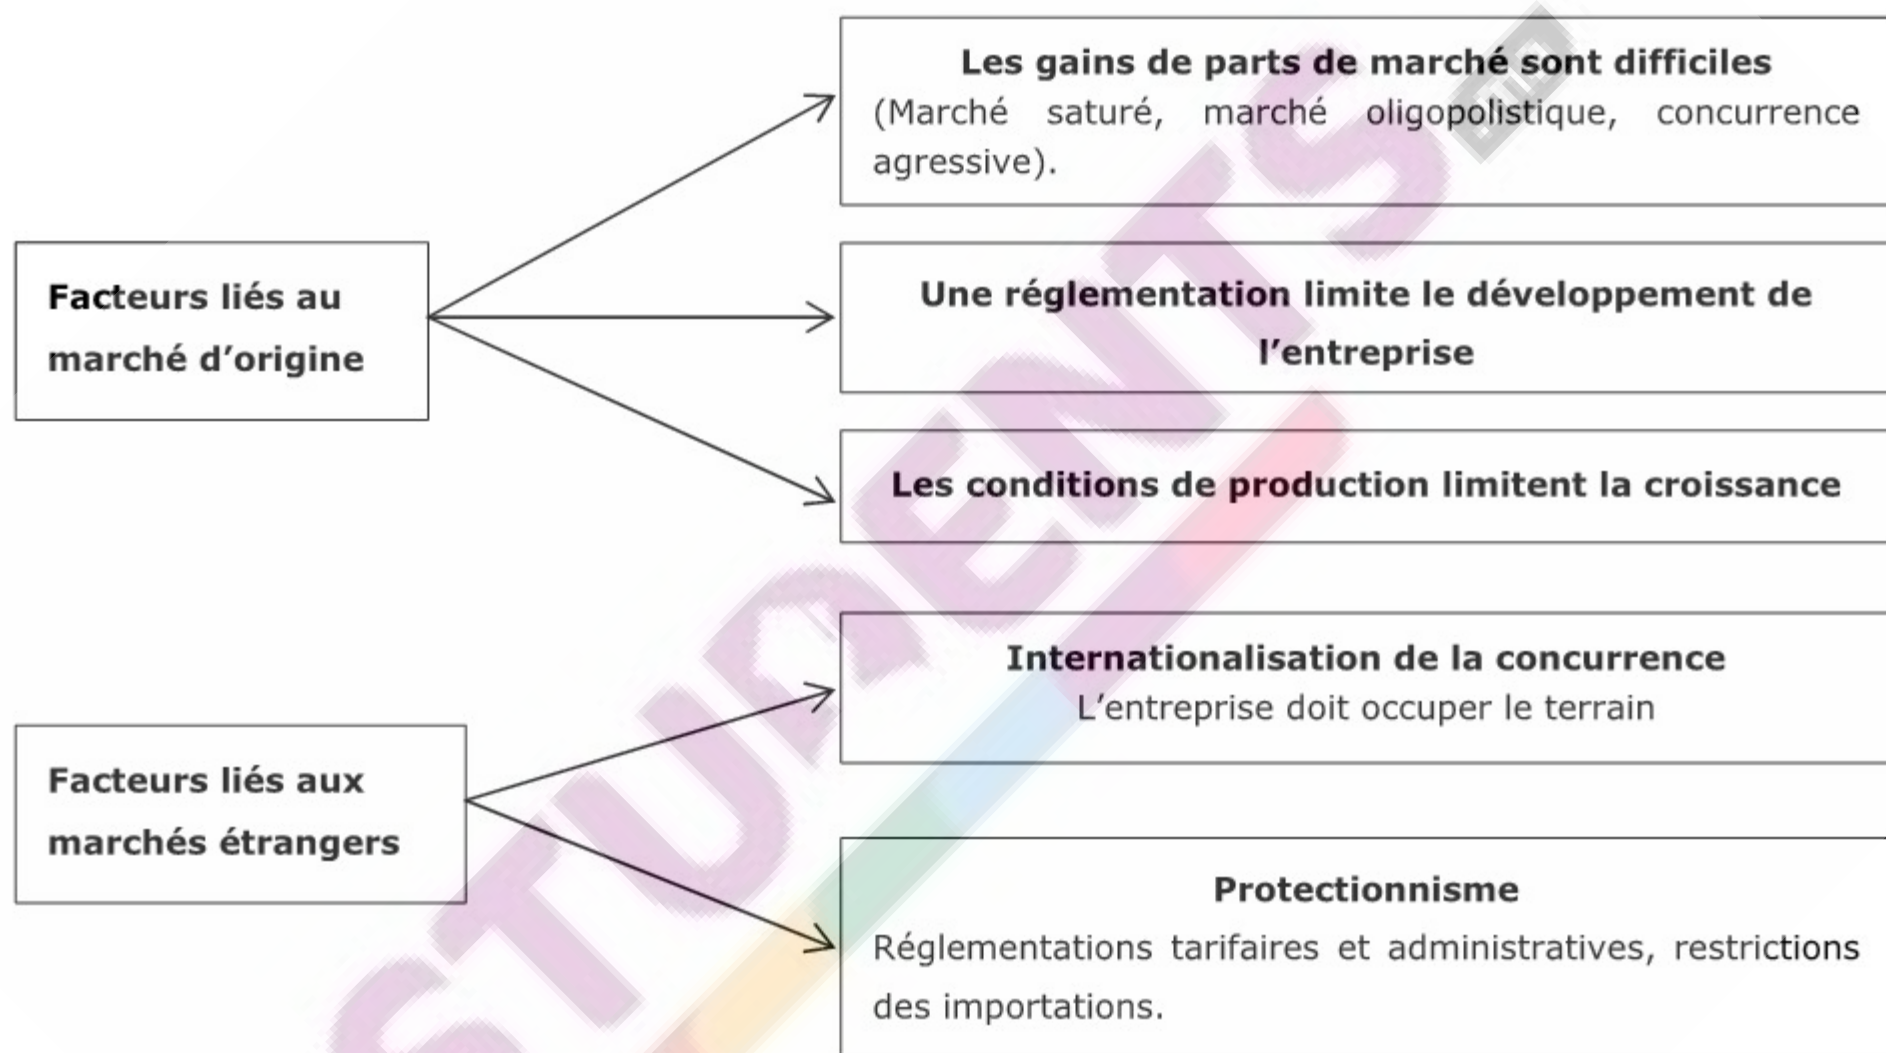 Les gains de parts de marché sont difficiles
(Marché saturé, marché oligopolistique, concurrence
agressive).
Facteurs liés au
marché d’origine
Une réglementation limite le développement de
l’entreprise
Les conditions de production limitent la croissance
Facteurs liés aux
marchés étrangers
Internationalisation de la concurrence
L’entreprise doit occuper le terrain
Protectionnisme
Réglementations tarifaires et administratives, restrictions
des importations.
STUDENTS